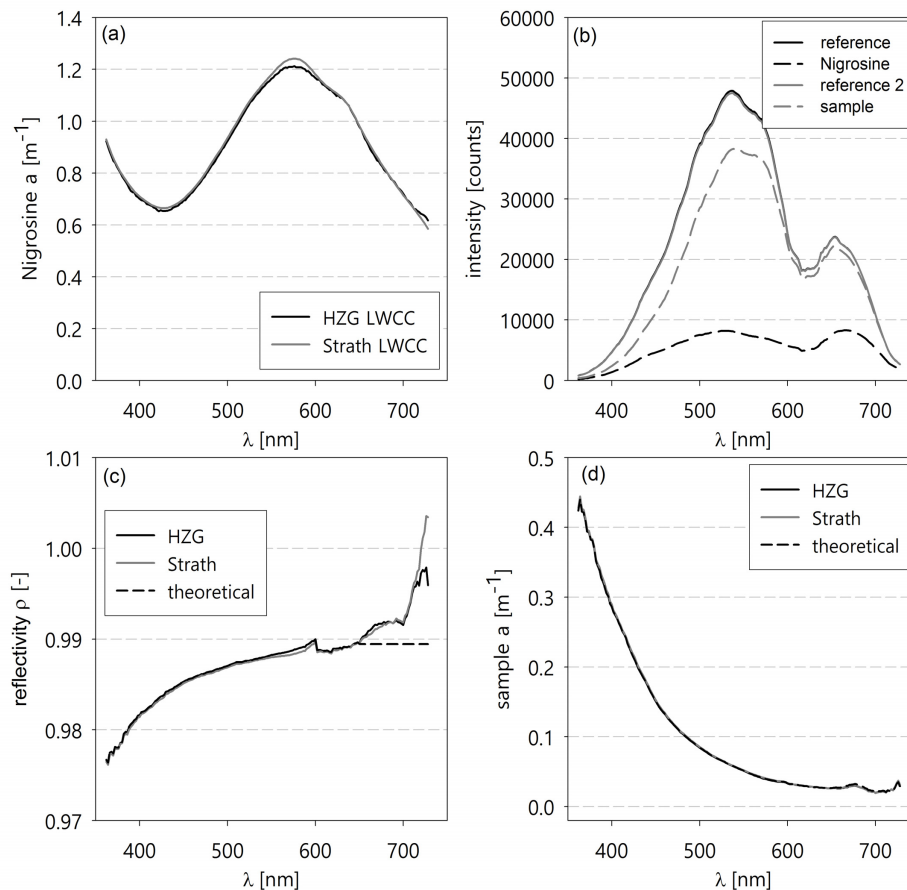 (a)
1.4
1.2
1.0
0.8
0.6
0.4
0.2
0.0
Nigrosine a [m⁻¹]
HZG LWCC
Strath LWCC
400 500 600 700
λ [nm]
(b)
60000
50000
40000
30000
20000
10000
0
intensity [counts]
reference
Nigrosine
reference 2
sample
400 500 600 700
λ [nm]
(c)
1.01
1.00
0.99
0.98
0.97
reflectivity ρ [-]
HZG
Strath
theoretical
400 500 600 700
λ [nm]
(d)
0.5
0.4
0.3
0.2
0.1
0.0
sample a [m⁻¹]
HZG
Strath
theoretical
400 500 600 700
λ [nm]